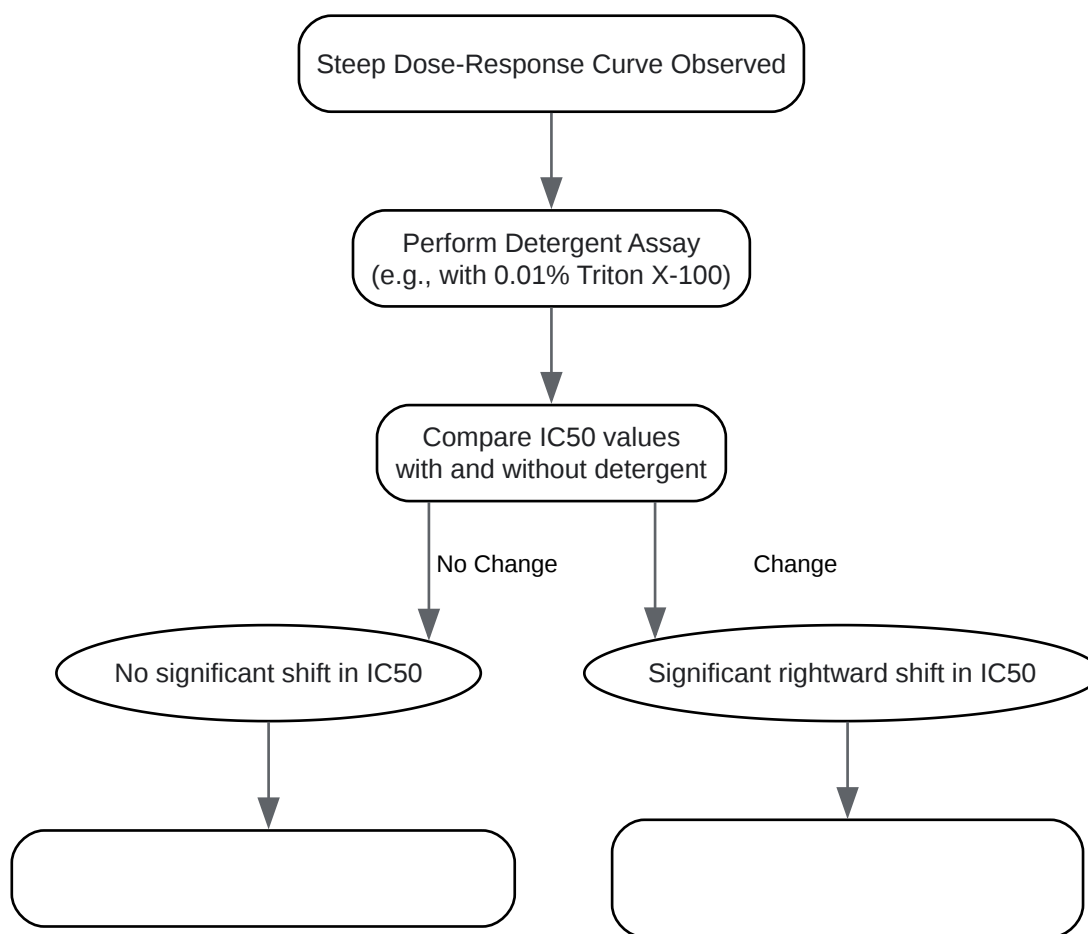 Steep Dose-Response Curve Observed
Perform Detergent Assay
(e.g., with 0.01% Triton X-100)
Compare IC50 values
with and without detergent
No Change
Change
No significant shift in IC50
Significant rightward shift in IC50